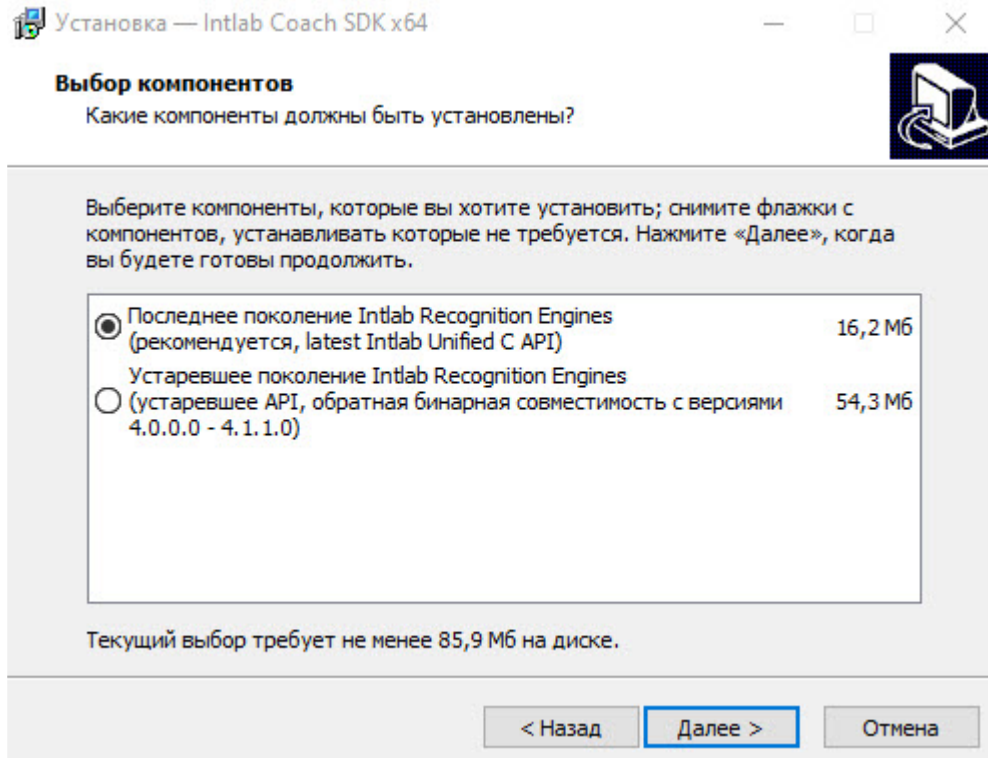 Установка — Intlab Coach SDK x64
Выбор компонентов
Какие компоненты должны быть установлены?
Выберите компоненты, которые вы хотите установить; снимите флажки с
компонентов, устанавливать которые не требуется. Нажмите «Далее», когда
вы будете готовы продолжить.
Последнее поколение Intlab Recognition Engines
(рекомендуется, latest Intlab Unified C API)
16,2 Мб
Устаревшее поколение Intlab Recognition Engines
(устаревшее API, обратная бинарная совместимость с версиями
4.0.0.0 - 4.1.1.0)
54,3 Мб
Текущий выбор требует не менее 85,9 Мб на диске.
< Назад
Далее >
Отмена